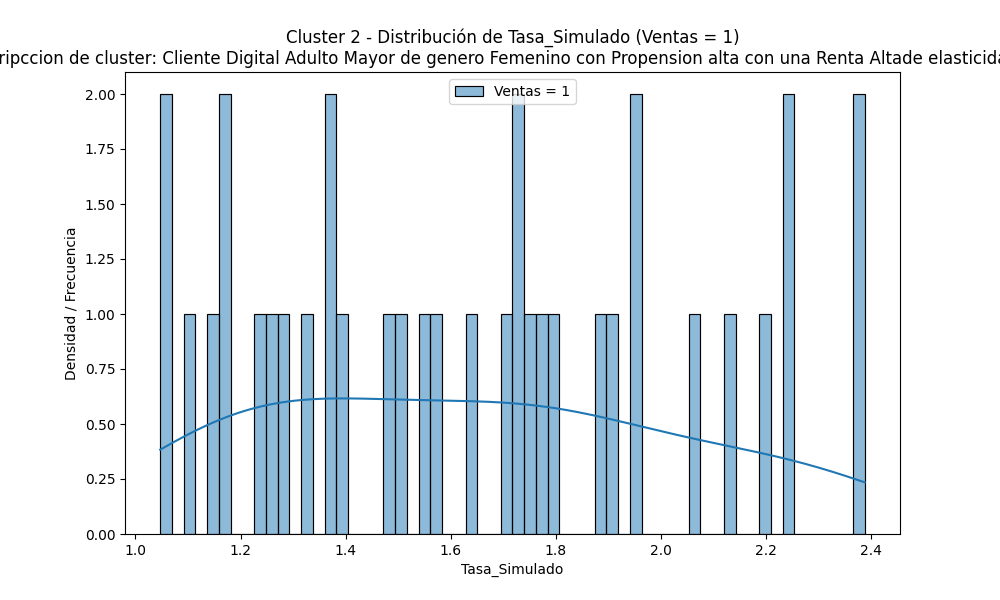 Cluster 2 - Distribución de Tasa_Simulado (Ventas = 1)
ripccion de cluster: Cliente Digital Adulto Mayor de genero Femenino con Propension alta con una Renta Altade elasticida
Ventas = 1
2.00
1.75
1.50
1.25
1.00
0.75
0.50
0.25
0.00
Densidad / Frecuencia
1.0 1.2 1.4 1.6 1.8 2.0 2.2 2.4
Tasa_Simulado